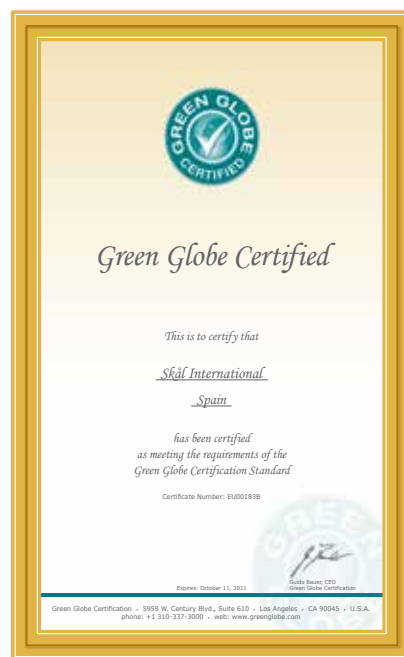 GREEN GLOBE
CERTIFIED
Green Globe Certified
This is to certify that
Skål International
Spain
has been certified
as meeting the requirements of the
Green Globe Certification Standard
Certificate Number: EU00183B
GREEN
Expires: October 11, 2011
Guido Bauer, CEO
Green Globe Certification
Green Globe Certification • 5959 W. Century Blvd., Suite 610 • Los Angeles • CA 90045 • U.S.A.
phone: +1 310-337-3000 • web: www.greenglobe.com